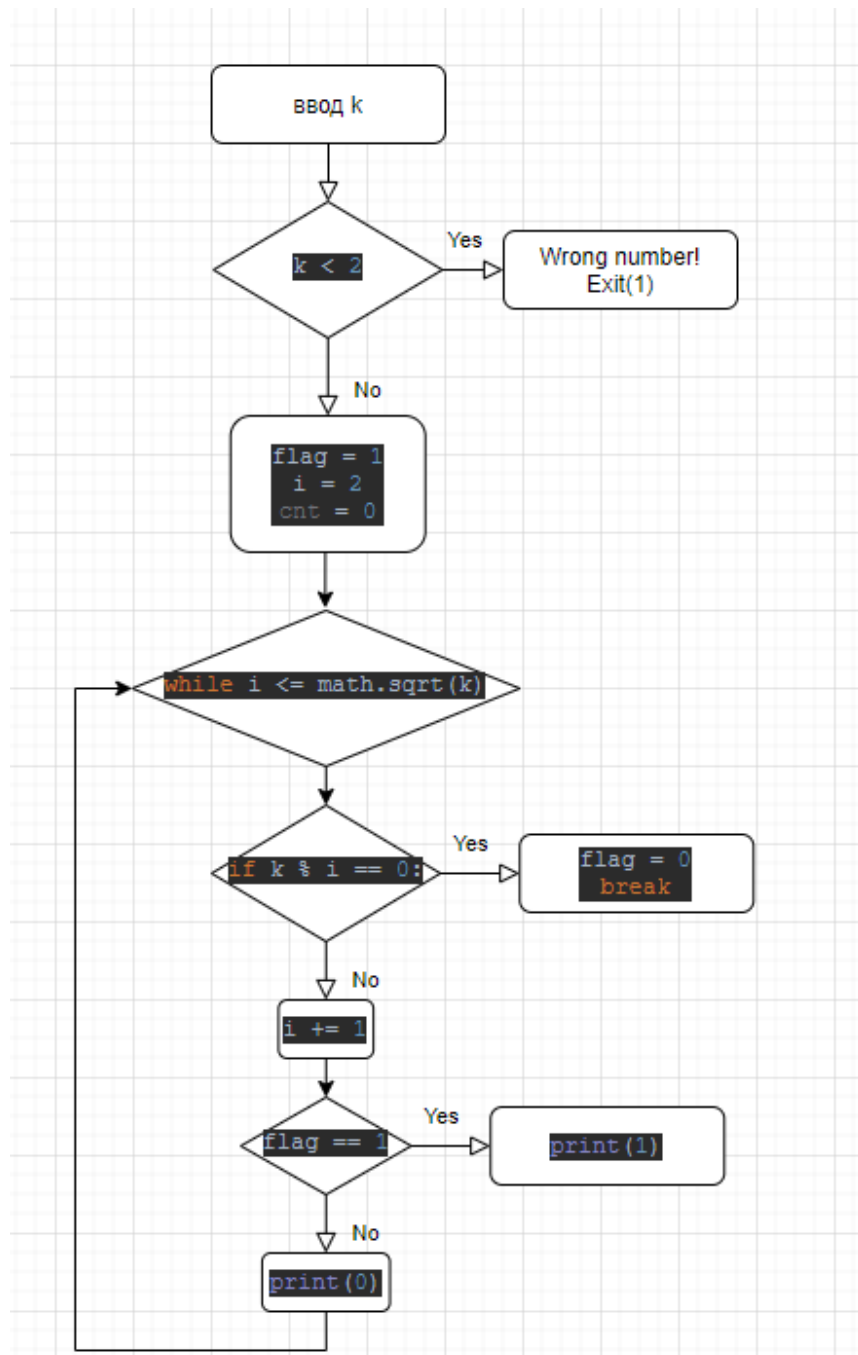 ввод k
k < 2
Yes
Wrong number!
Exit(1)
No
flag = 1
i = 2
cnt = 0
while i <= math.sqrt(k)
if k % i == 0:
Yes
flag = 0
break
No
i += 1
flag == 1
Yes
print(1)
No
print(0)